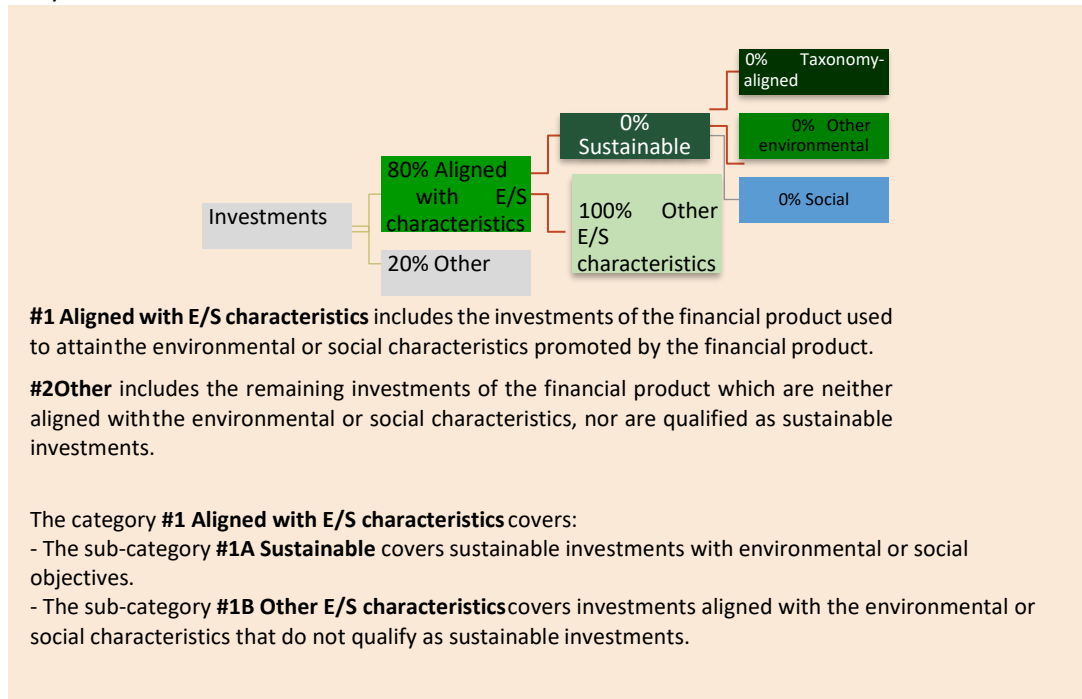 0% Taxonomy-
aligned
0%
Sustainable
0% Other
environmental
80% Aligned
with E/S
characteristics
100% Other
E/S
characteristics
0% Social
Investments
20% Other
#1 Aligned with E/S characteristics includes the investments of the financial product used
to attainthe environmental or social characteristics promoted by the financial product.
#2Other includes the remaining investments of the financial product which are neither
aligned withthe environmental or social characteristics, nor are qualified as sustainable
investments.
The category #1 Aligned with E/S characteristics covers:
- The sub-category #1A Sustainable covers sustainable investments with environmental or social
objectives.
- The sub-category #1B Other E/S characteristicscovers investments aligned with the environmental or
social characteristics that do not qualify as sustainable investments.